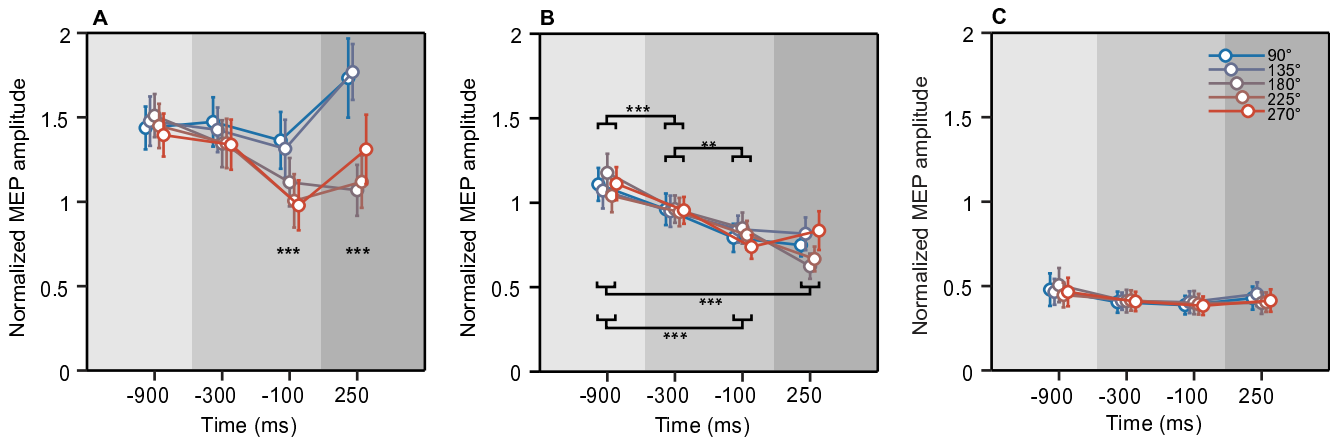 A
Normalized MEP amplitude
2
1.5
1
0.5
0
*** ***
-900 -300 -100 250
Time (ms)
B
Normalized MEP amplitude
2
1.5
1
0.5
0
***
**
***
***
-900 -300 -100 250
Time (ms)
C
Normalized MEP amplitude
2
1.5
1
0.5
0
90°
135°
180°
225°
270°
-900 -300 -100 250
Time (ms)